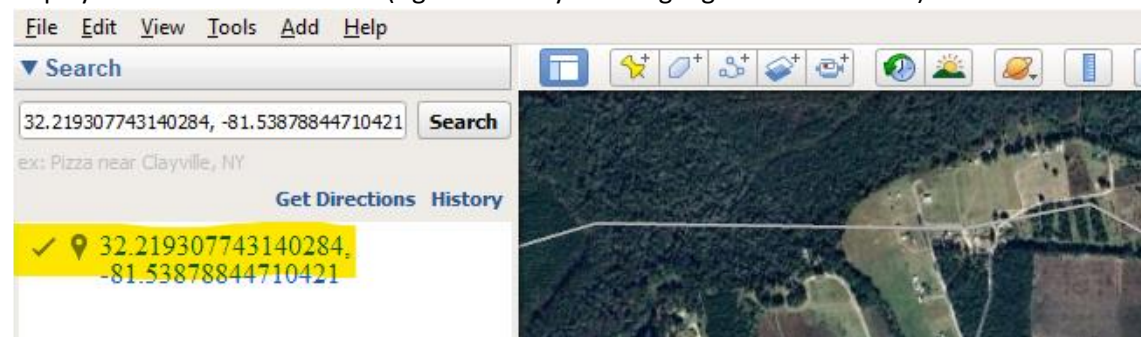 File Edit View Tools Add Help
▼ Search
32.219307743140284, -81.53878844710421 Search
ex: Pizza near Clayville, NY
Get Directions History
32.219307743140284,
-81.53878844710421